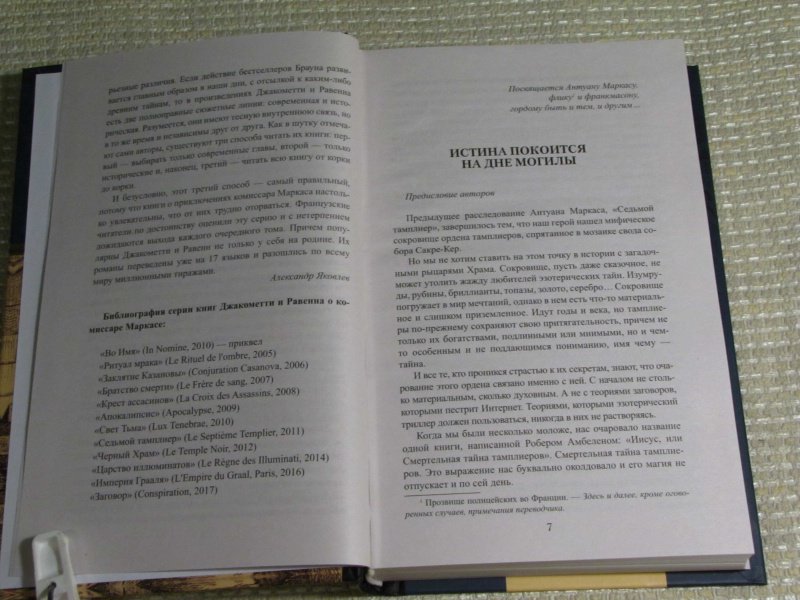 рьезные различия. Если действие бестселлеров Брауна разви-
вается главным образом в наши дни, с отсылкой к каким-либо
древним тайнам, то в произведениях Джакометти и Равенна
есть две полноправные сюжетные линии: современная и исто-
рическая. Разумеется, они имеют тесную внутреннюю связь, но
в то же время и независимы друг от друга. Как в шутку отмеча-
ют сами авторы, существуют три способа читать их книги: пер-
вый — выбирать только современные главы, второй — только
исторические и, наконец, третий — читать всю книгу от корки
до корки.
И безусловно, этот третий способ — самый правильный,
потому что книги о приключениях комиссара Маркаса настоль-
ко увлекательны, что от них трудно оторваться. Французские
читатели по достоинству оценили эту серию и с нетерпением
дожидаются выхода каждого очередного тома. Причем попу-
лярны Джакометти и Равенн не только у себя на родине. Их
романы переведены уже на 17 языков и разошлись по всему
миру миллионными тиражами.
Александр Яковлев
Библиография серии книг Джакометти и Равенна о ко-
миссаре Маркасе:
«Во Имя» (In Nomine, 2010) — приквел
«Ритуал мрака» (Le Rituel de l'ombre, 2005)
«Заклятие Казановы» (Conjuration Casanova, 2006)
«Братство смерти» (Le Frère de sang, 2007)
«Крест ассасинов» (La Croix des Assassins, 2008)
«Апокалипсис» (Apocalypse, 2009)
«Свет Тьма» (Lux Tenebrae, 2010)
«Седьмой тамплиер» (Le Septième Templier, 2011)
«Черный Храм» (Le Temple Noir, 2012)
«Царство иллюминатов» (Le Règne des Illuminati, 2014)
«Империя Грааля» (L'Empire du Graal, Paris, 2016)
«Заговор» (Conspiration, 2017)
Посвящается Антуану Маркасу,
флику¹ и франкмасону,
гордому быть и тем, и другим...
ИСТИНА ПОКОИТСЯ
НА ДНЕ МОГИЛЫ
Предисловие авторов
Предыдущее расследование Антуана Маркаса, «Седьмой
тамплиер», завершилось тем, что наш герой нашел мифическое
сокровище ордена тамплиеров, спрятанное в мозаике свода со-
бора Сакре-Кер.
Но мы не хотим ставить на этом точку в истории с загадоч-
ными рыцарями Храма. Сокровище, пусть даже сказочное, не
может утолить жажду любителей эзотерических тайн. Изумру-
ды, рубины, бриллианты, топазы, золото, серебро... Сокровище
погружает в мир мечтаний, однако в нем есть что-то материаль-
ное и слишком приземленное. Идут годы и века, но тамплие-
ры по-прежнему сохраняют свою притягательность, причем не
только их богатствами, подлинными или мнимыми, но и чем-
то особенным и не поддающимся пониманию, имя чему —
тайна.
И все те, кто проникся страстью к их секретам, знают, что оча-
рование этого ордена связано именно с ней. С началом не столь-
ко материальным, сколько духовным. А не с теориями заговоров,
которыми пестрит Интернет. Теориями, которыми эзотерический
триллер должен пользоваться, никогда в них не растворяясь.
Когда мы были несколько моложе, нас очаровало название
одной книги, написанной Робером Амбеленом: «Иисус, или
Смертельная тайна тамплиеров». Смертельная тайна тамплие-
ров. Это выражение нас буквально околдовало и его магия не
отпускает и по сей день.
¹ Прозвище полицейских во Франции. — Здесь и далее, кроме огово-
ренных случаев, примечания переводчика.
7